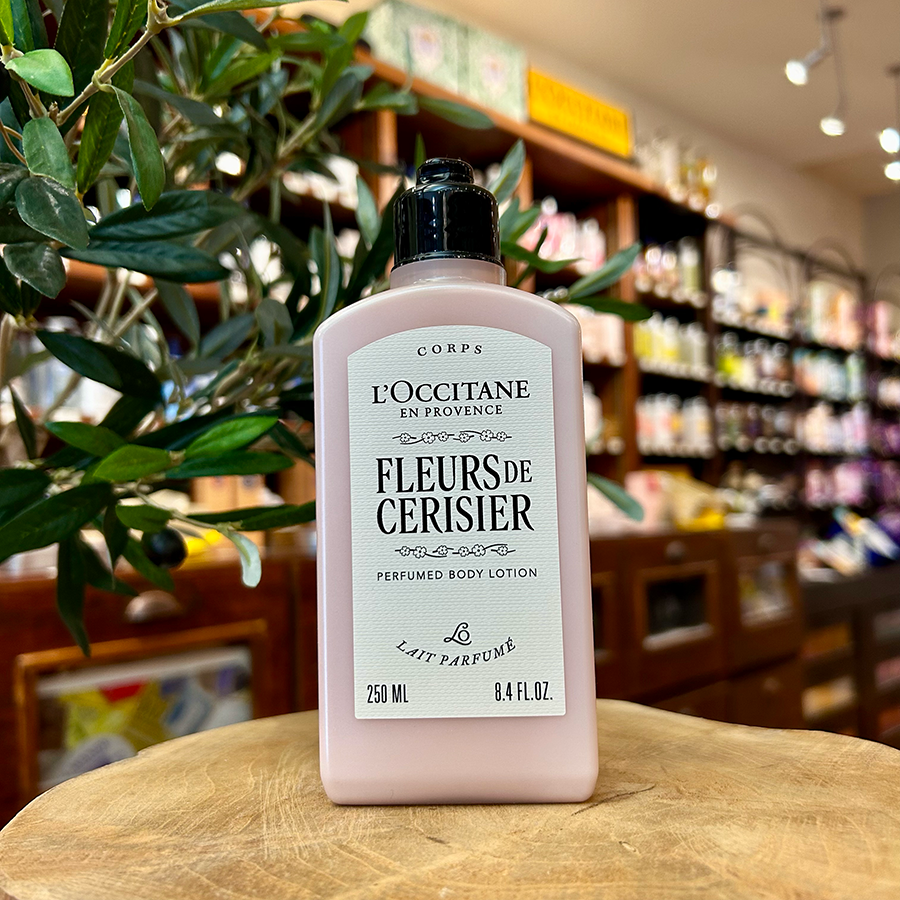 CORPS
L'OCCITANE
EN PROVENCE
FLEURS DE
CERISIER
PERFUMED BODY LOTION
LO
LAIT PARFUMÉ
250 ML 8.4 FL.OZ.